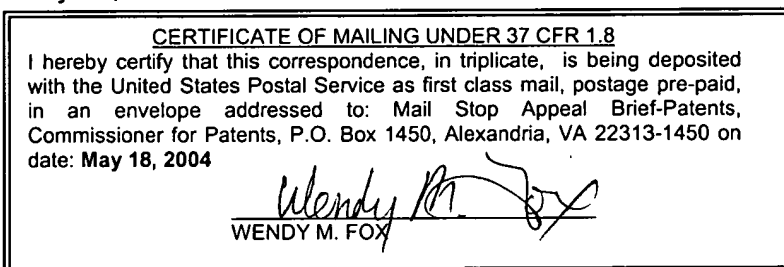 CERTIFICATE OF MAILING UNDER 37 CFR 1.8
I hereby certify that this correspondence, in triplicate, is being deposited
with the United States Postal Service as first class mail, postage pre-paid,
in an envelope addressed to: Mail Stop Appeal Brief-Patents,
Commissioner for Patents, P.O. Box 1450, Alexandria, VA 22313-1450 on
date: May 18, 2004
Wendy M. Fox
WENDY M. FOX